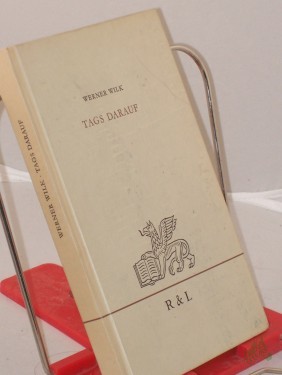 WERNER WILK
TAGS DARAUF
R & L
WERNER WILK: TAGS DARAUF